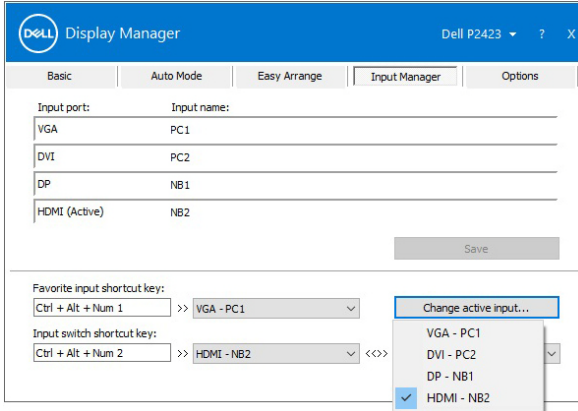 DELL Display Manager Dell P2423 ? X
Basic Auto Mode Easy Arrange Input Manager Options
Input port: Input name:
VGA PC1
DVI PC2
DP NB1
HDMI (Active) NB2
Save
Favorite input shortcut key:
Ctrl + Alt + Num 1 >> VGA - PC1 Change active input...
Input switch shortcut key:
Ctrl + Alt + Num 2 >> HDMI - NB2 <<>>
VGA - PC1
DVI - PC2
DP - NB1
HDMI - NB2